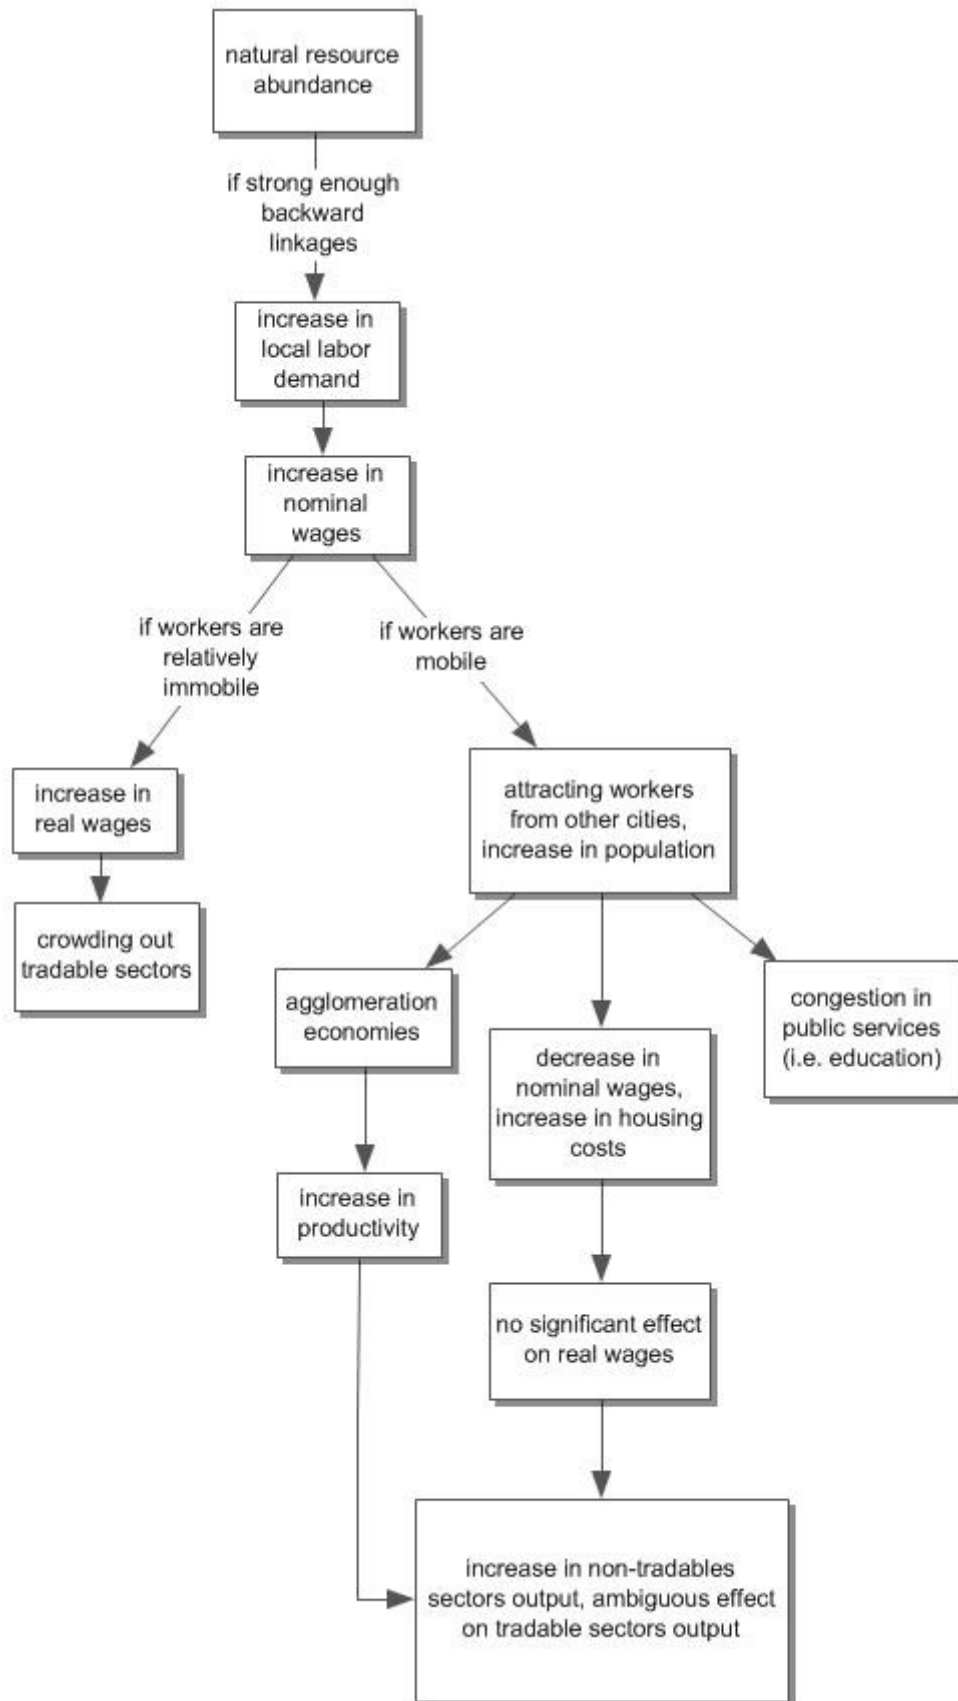 natural resource
abundance
if strong enough
backward
linkages
increase in
local labor
demand
increase in
nominal
wages
if workers are
relatively
immobile
if workers are
mobile
increase in
real wages
attracting workers
from other cities,
increase in population
crowding out
tradable sectors
agglomeration
economies
decrease in
nominal wages,
increase in housing
costs
congestion in
public services
(i.e. education)
increase in
productivity
no significant effect
on real wages
increase in non-tradables
sectors output, ambiguous effect
on tradable sectors output